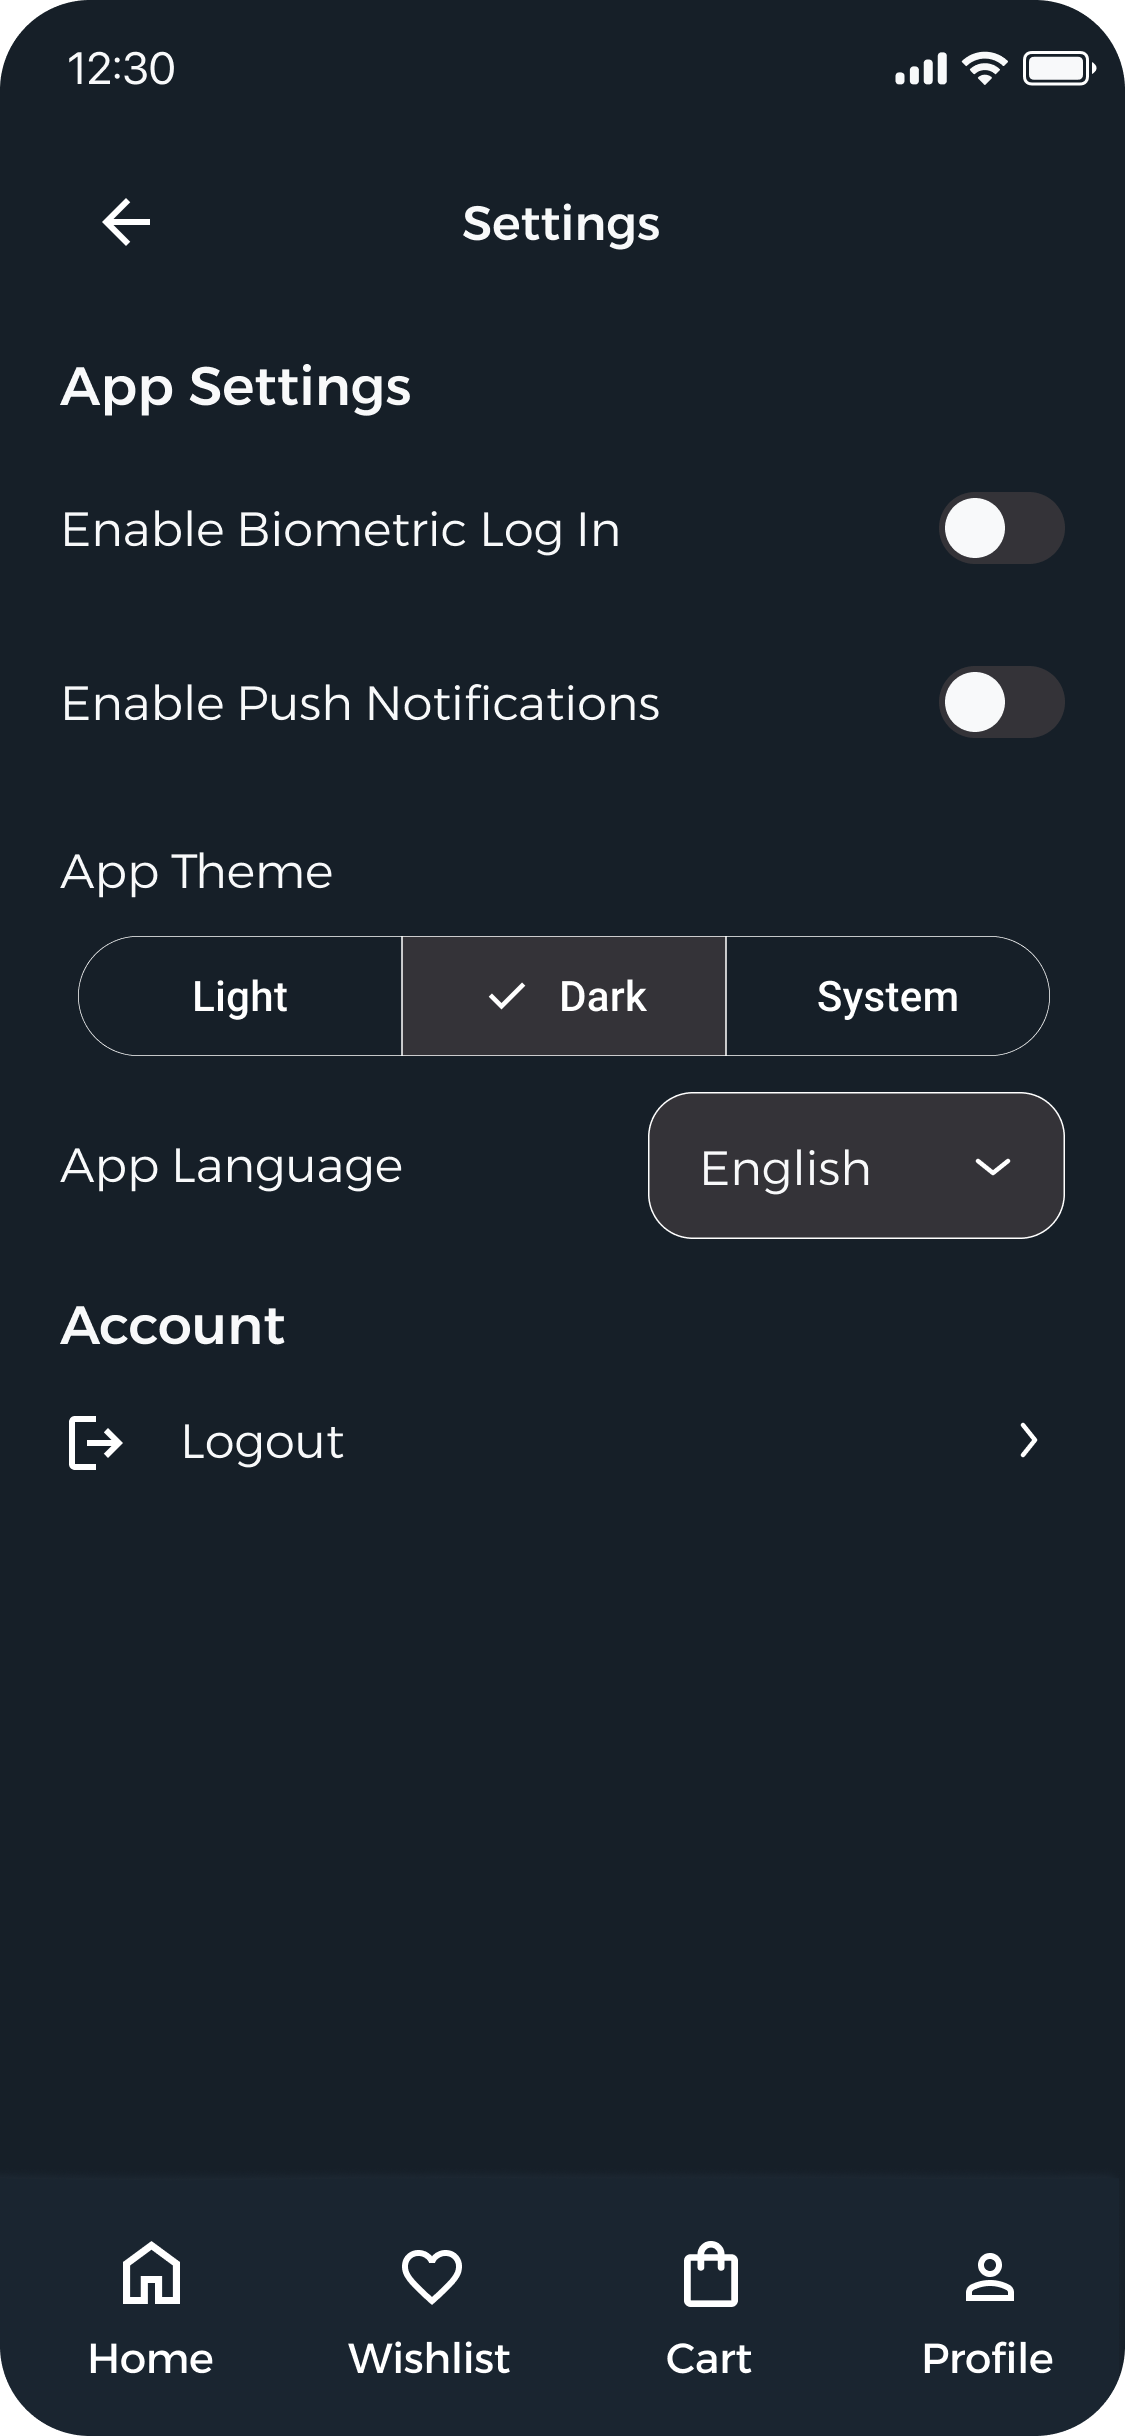 12:30
Settings
App Settings
Enable Biometric Log In
Enable Push Notifications
App Theme
Light Dark System
App Language English
Account
Logout
Home Wishlist Cart Profile